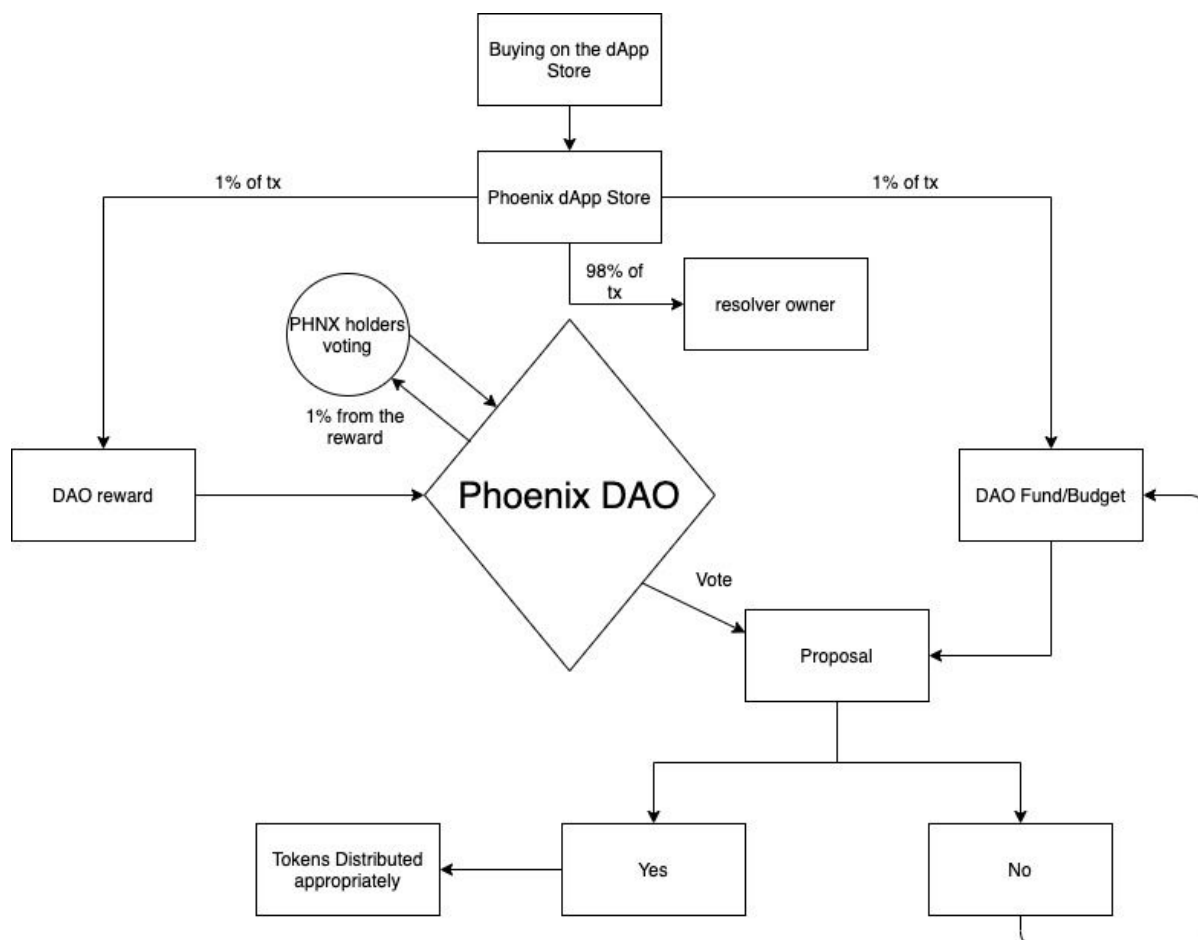 Buying on the dApp
Store
1% of tx
1% of tx
Phoenix dApp Store
98% of
tx
resolver owner
PHNX holders
voting
1% from the
reward
DAO reward
Phoenix DAO
DAO Fund/Budget
Vote
Proposal
Tokens Distributed
appropriately
Yes
No